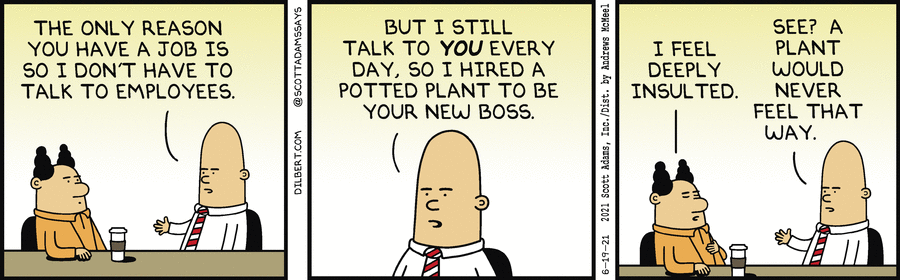 THE ONLY REASON
YOU HAVE A JOB IS
SO I DON'T HAVE TO
TALK TO EMPLOYEES.
DILBERT.COM @SCOTTADAMSSAYS
BUT I STILL
TALK TO YOU EVERY
DAY, SO I HIRED A
POTTED PLANT TO BE
YOUR NEW BOSS.
6-19-21 2021 Scott Adams, Inc./Dist. by Andrews McMeel
I FEEL
DEEPLY
INSULTED.
SEE? A
PLANT
WOULD
NEVER
FEEL THAT
WAY.